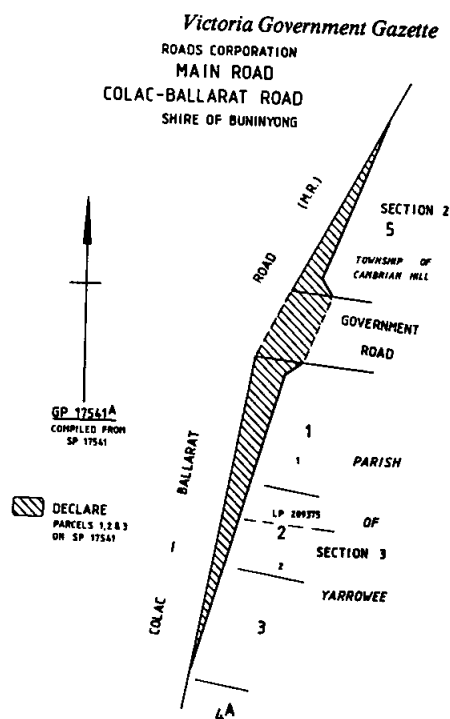 Victoria Government Gazette
ROADS CORPORATION
MAIN ROAD
COLAC-BALLARAT ROAD
SHIRE OF BUNINYONG
(M.R.)
SECTION 2
5
ROAD
TOWNSHIP OF
CAMBRIAN HILL
GOVERNMENT
ROAD
GP 17541A
COMPILED FROM
SP 17541
1
BALLARAT
1
PARISH
DECLARE
PARCELS 1,2&3
ON SP 17541
LP 209375
OF
2
SECTION 3
2
YARROWEE
COLAC
3
4A